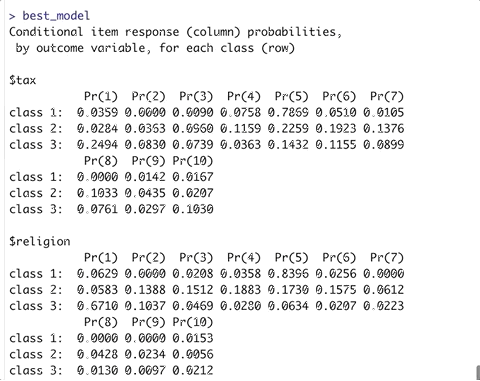 > best_model
Conditional item response (column) probabilities,
 by outcome variable, for each class (row)

$tax
           Pr(1)  Pr(2)  Pr(3)  Pr(4)  Pr(5)  Pr(6)  Pr(7)
class 1:  0.0359 0.0000 0.0090 0.0758 0.7869 0.0510 0.0105
class 2:  0.0284 0.0363 0.0960 0.1159 0.2259 0.1923 0.1376
class 3:  0.2494 0.0830 0.0739 0.0363 0.1432 0.1155 0.0899
           Pr(8)  Pr(9) Pr(10)
class 1:  0.0000 0.0142 0.0167
class 2:  0.1033 0.0435 0.0207
class 3:  0.0761 0.0297 0.1030

$religion
           Pr(1)  Pr(2)  Pr(3)  Pr(4)  Pr(5)  Pr(6)  Pr(7)
class 1:  0.0629 0.0000 0.0208 0.0358 0.8396 0.0256 0.0000
class 2:  0.0583 0.1388 0.1512 0.1883 0.1730 0.1575 0.0612
class 3:  0.6710 0.1037 0.0469 0.0280 0.0634 0.0207 0.0223
           Pr(8)  Pr(9) Pr(10)
class 1:  0.0000 0.0000 0.0153
class 2:  0.0428 0.0234 0.0056
class 3:  0.0130 0.0097 0.0212